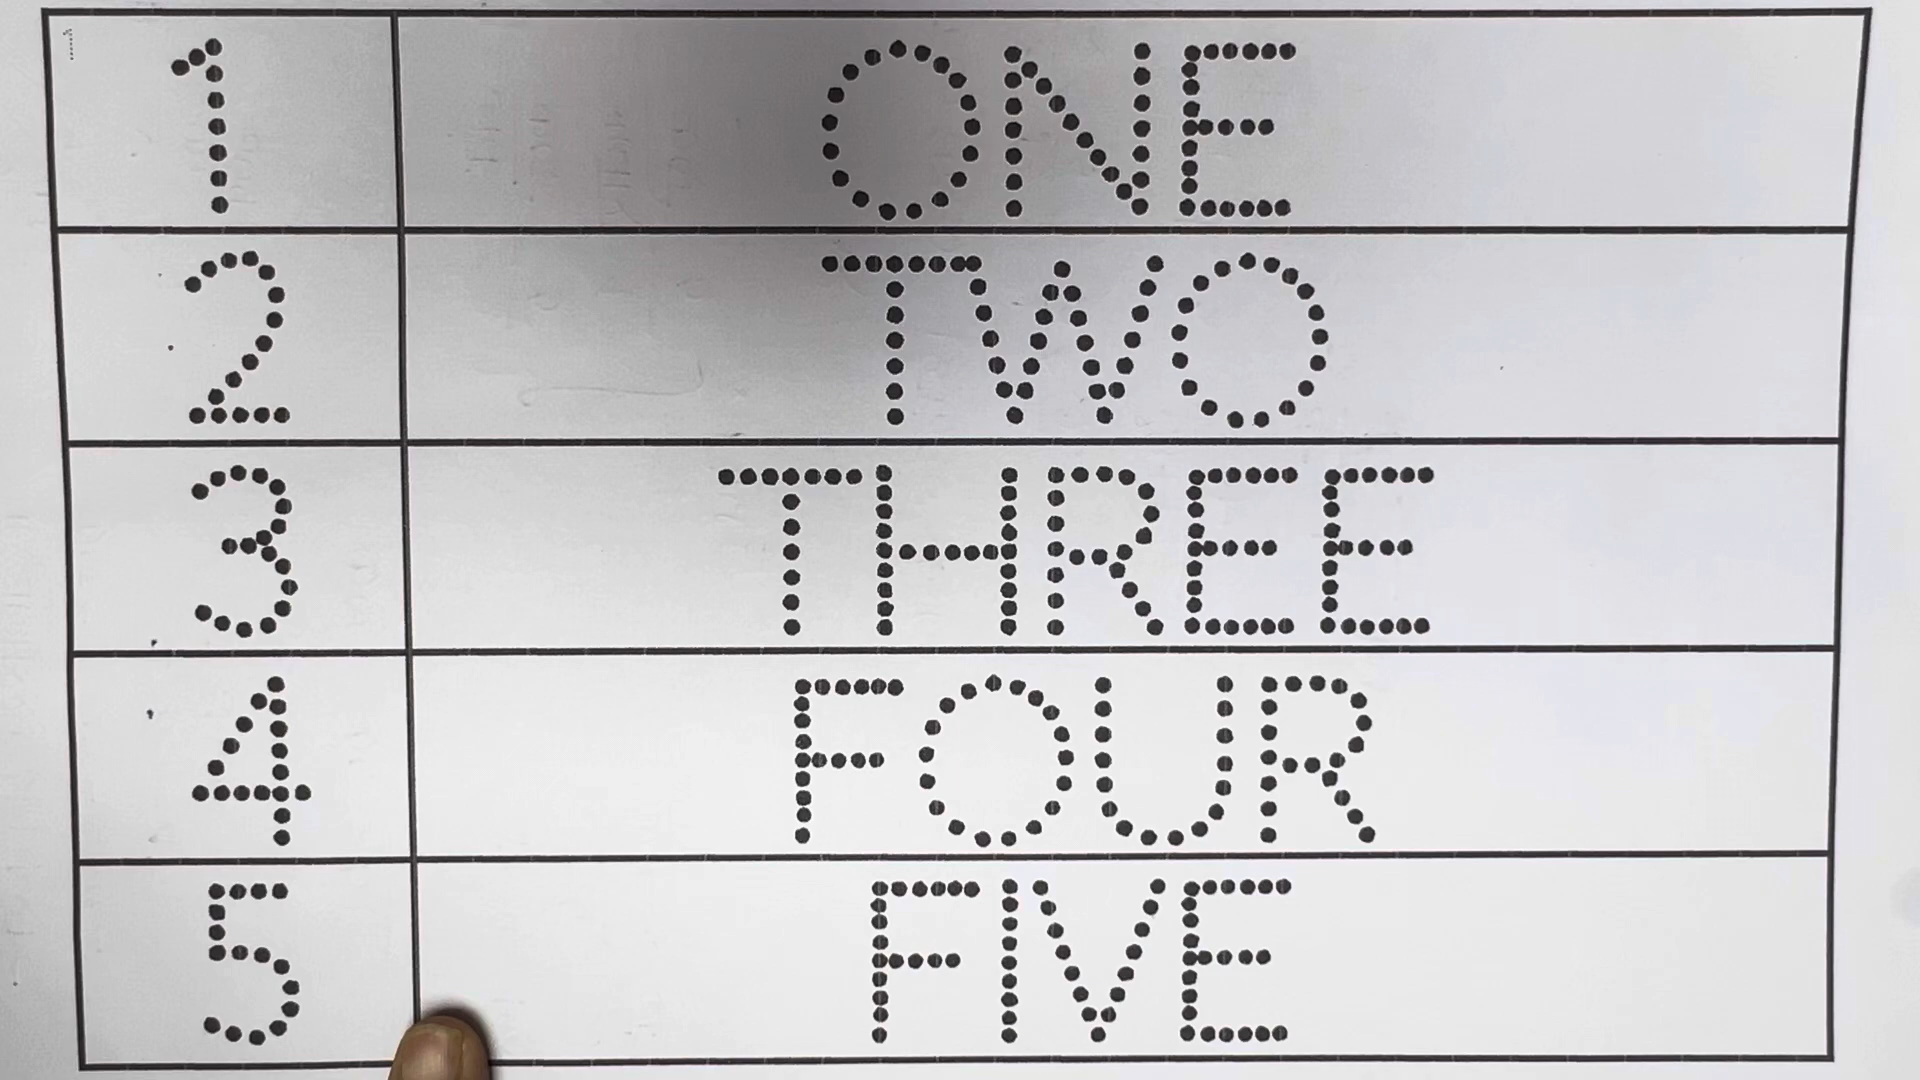 1 ONE
2 TWO
3 THREE
4 FOUR
5 FIVE